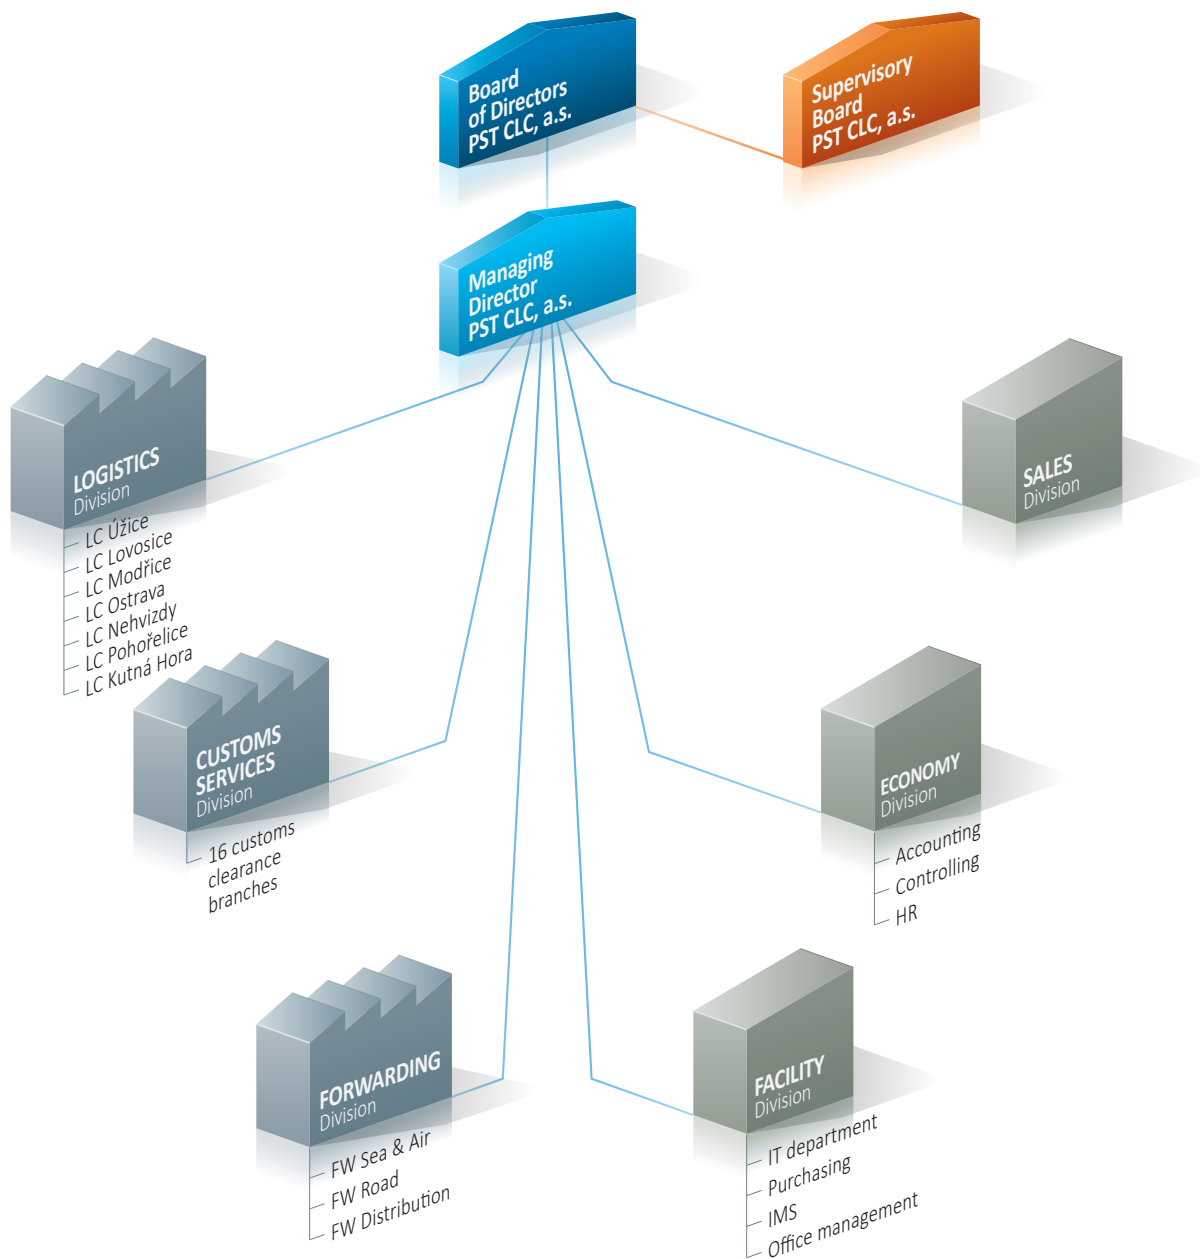 Board
of Directors
PST CLC, a.s.
Supervisory
Board
PST CLC, a.s.
Managing
Director
PST CLC, a.s.
LOGISTICS
Division
LC Úžice
LC Lovosice
LC Modřice
LC Ostrava
LC Nehvizdy
LC Pohořelice
LC Kutná Hora
SALES
Division
CUSTOMS
SERVICES
Division
16 customs
clearance
branches
ECONOMY
Division
Accounting
Controlling
HR
FORWARDING
Division
FW Sea & Air
FW Road
FW Distribution
FACILITY
Division
IT department
Purchasing
IMS
Office management